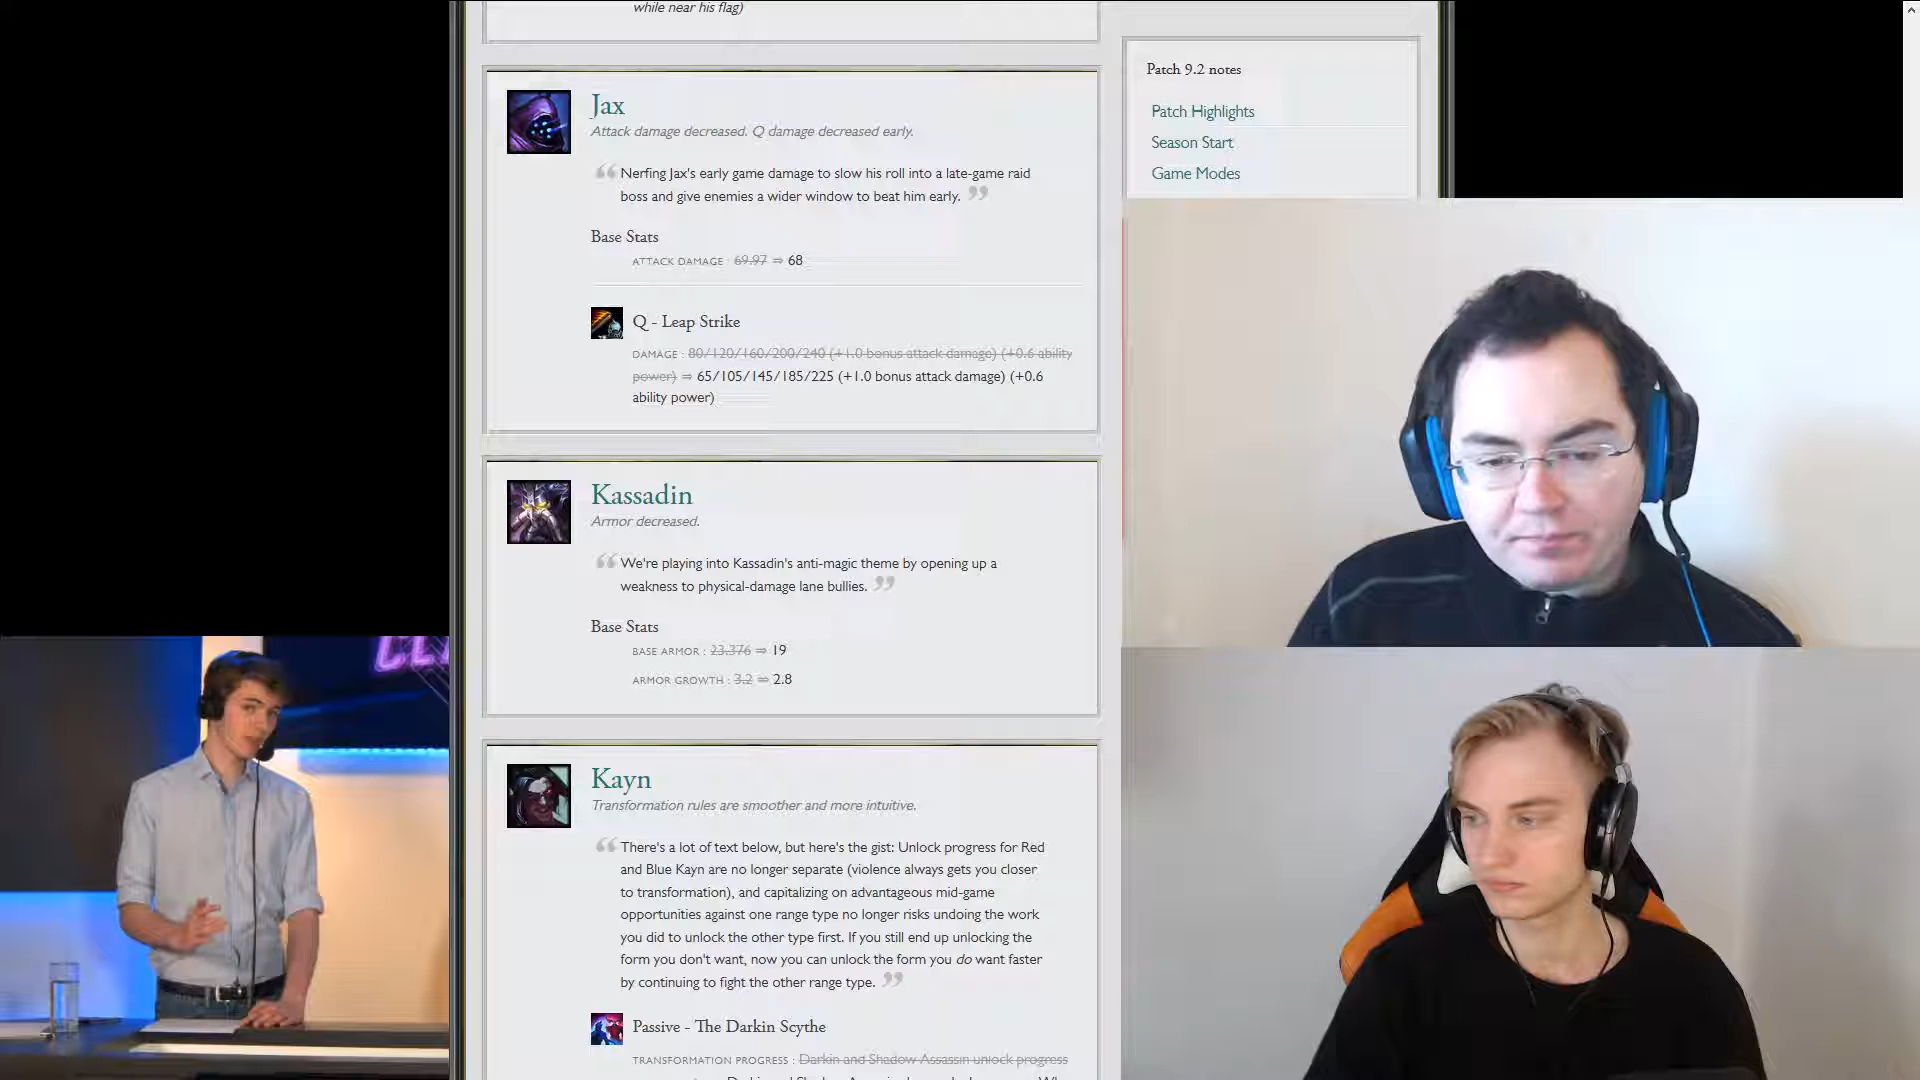 while near his flag)
Jax
Attack damage decreased. Q damage decreased early.
Nerfing Jax's early game damage to slow his roll into a late-game raid
boss and give enemies a wider window to beat him early.
Base Stats
ATTACK DAMAGE : 69.97 ⇒ 68
Q - Leap Strike
DAMAGE : 80/120/160/200/240 (+1.0 bonus attack damage) (+0.6 ability
power) ⇒ 65/105/145/185/225 (+1.0 bonus attack damage) (+0.6
ability power)
Kassadin
Armor decreased.
We're playing into Kassadin's anti-magic theme by opening up a
weakness to physical-damage lane bullies.
Base Stats
BASE ARMOR : 23.376 ⇒ 19
ARMOR GROWTH : 3.2 ⇒ 2.8
Kayn
Transformation rules are smoother and more intuitive.
There's a lot of text below, but here's the gist: Unlock progress for Red
and Blue Kayn are no longer separate (violence always gets you closer
to transformation), and capitalizing on advantageous mid-game
opportunities against one range type no longer risks undoing the work
you did to unlock the other type first. If you still end up unlocking the
form you don't want, now you can unlock the form you do want faster
by continuing to fight the other range type.
Passive - The Darkin Scythe
TRANSFORMATION PROGRESS : Darkin and Shadow Assassin unlock progress
Patch 9.2 notes
Patch Highlights
Season Start
Game Modes